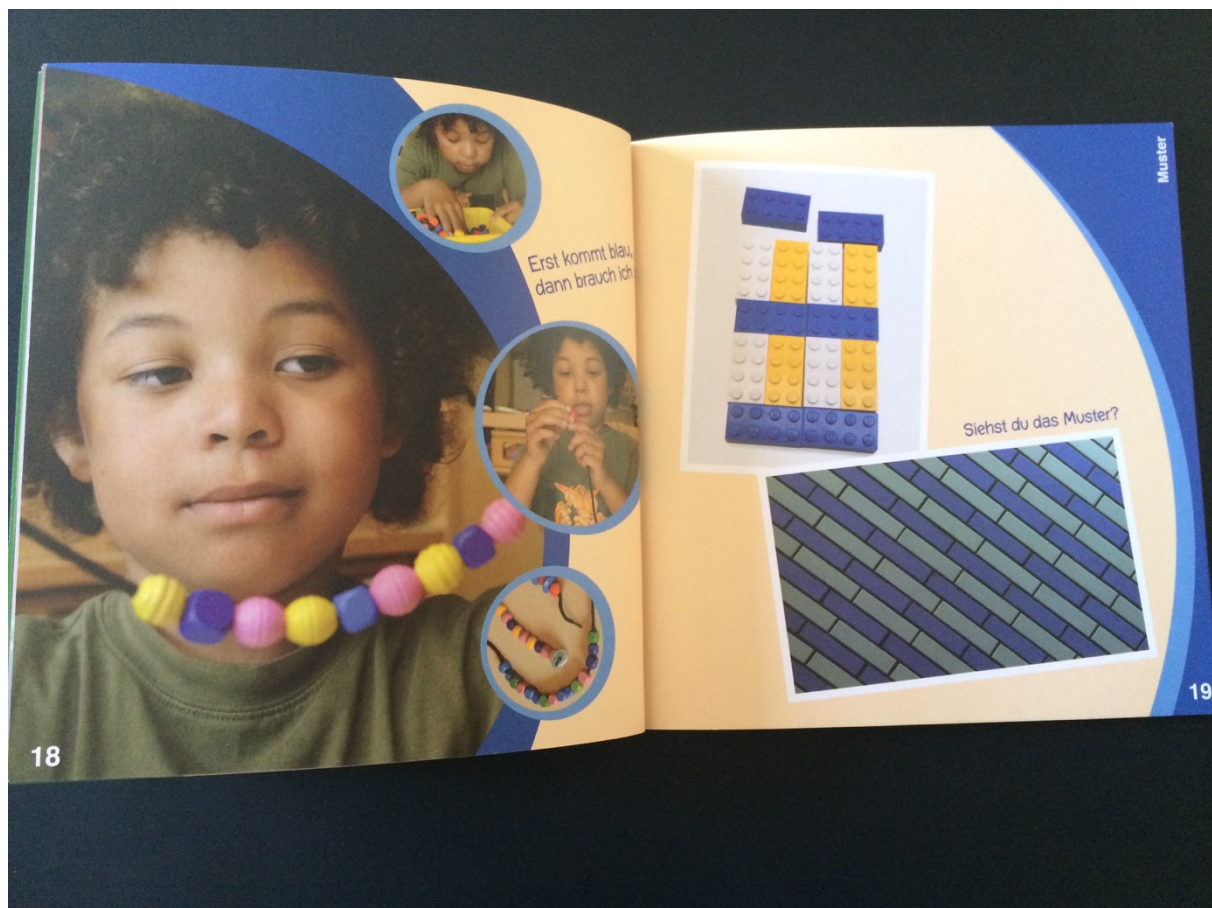 Erst kommt blau,
dann brauch ich
18
Muster
Siehst du das Muster?
19